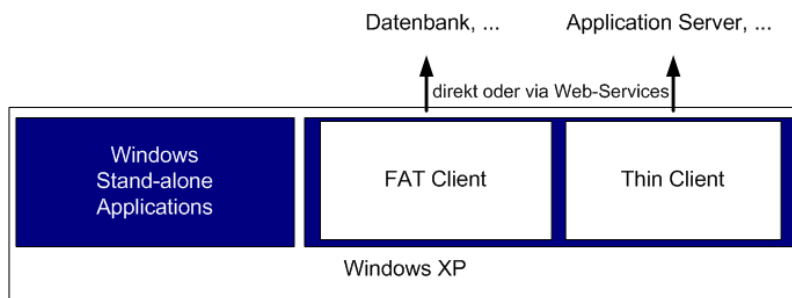 Datenbank, ...
Application Server, ...
direkt oder via Web-Services
Windows
Stand-alone
Applications
FAT Client
Thin Client
Windows XP